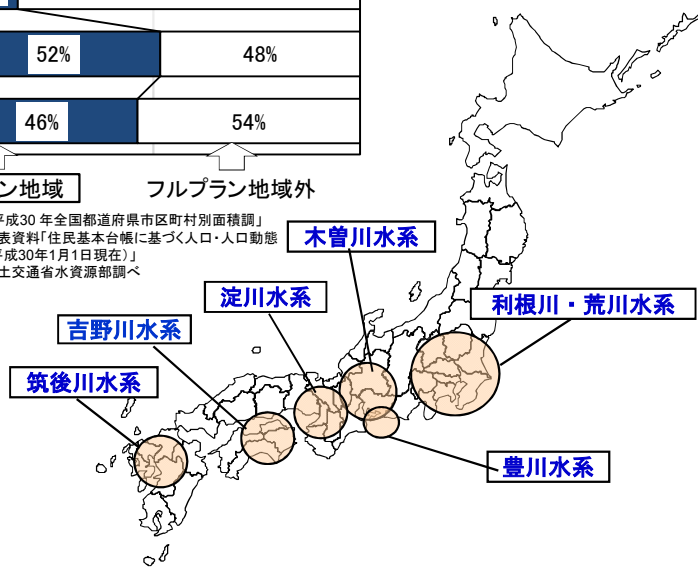 52%
48%
46%
54%
ン地域
フルプラン地域外
平成30 年全国都道府県市区町村別面積調」
表資料「住民基本台帳に基づく人口・人口動態
平成30年1月1日現在）」
土交通省水資源部調べ
木曽川水系
淀川水系
利根川・荒川水系
吉野川水系
筑後川水系
豊川水系